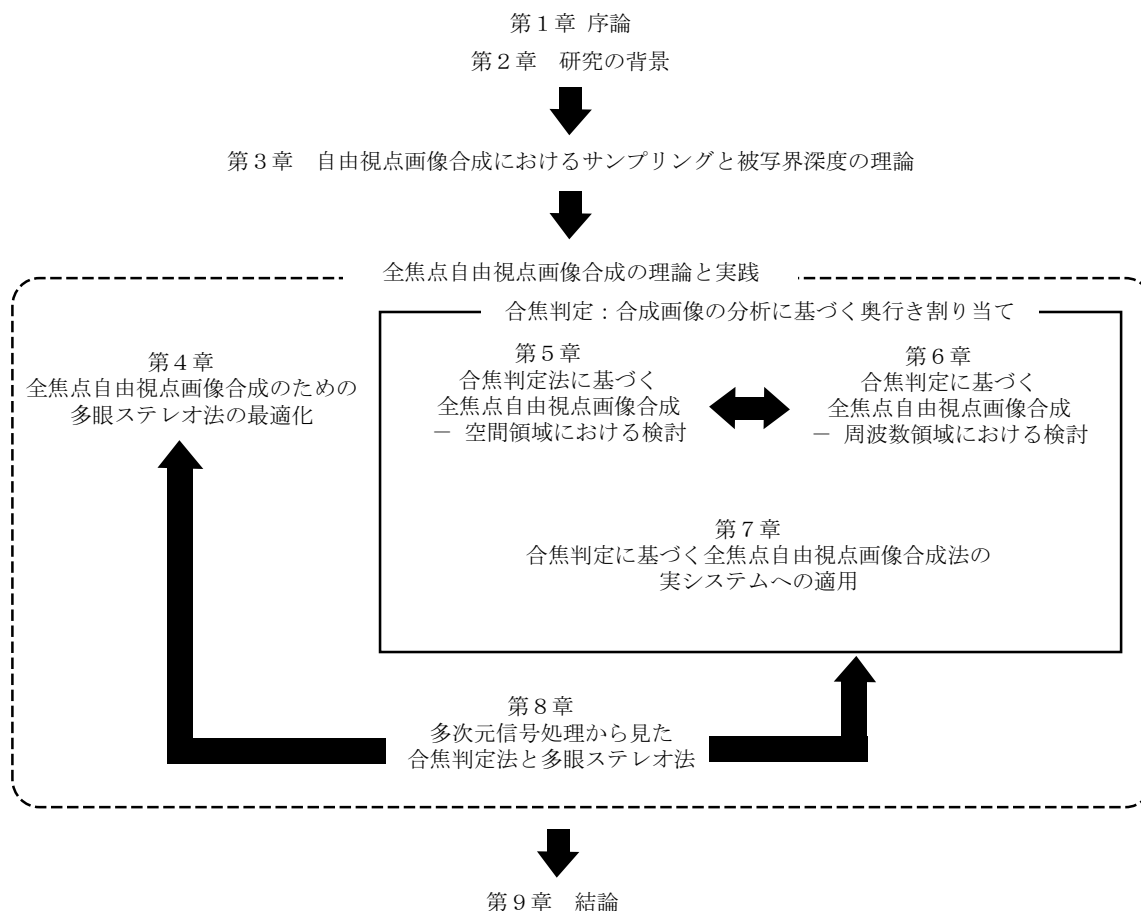 第１章 序論
第２章　研究の背景
第３章　自由視点画像合成におけるサンプリングと被写界深度の理論
全焦点自由視点画像合成の理論と実践
合焦判定：合成画像の分析に基づく奥行き割り当て
第４章
全焦点自由視点画像合成のための
多眼ステレオ法の最適化
第５章
合焦判定法に基づく
全焦点自由視点画像合成
－ 空間領域における検討
第６章
合焦判定に基づく
全焦点自由視点画像合成
－ 周波数領域における検討
第７章
合焦判定に基づく全焦点自由視点画像合成法の
実システムへの適用
第８章
多次元信号処理から見た
合焦判定法と多眼ステレオ法
第９章　結論